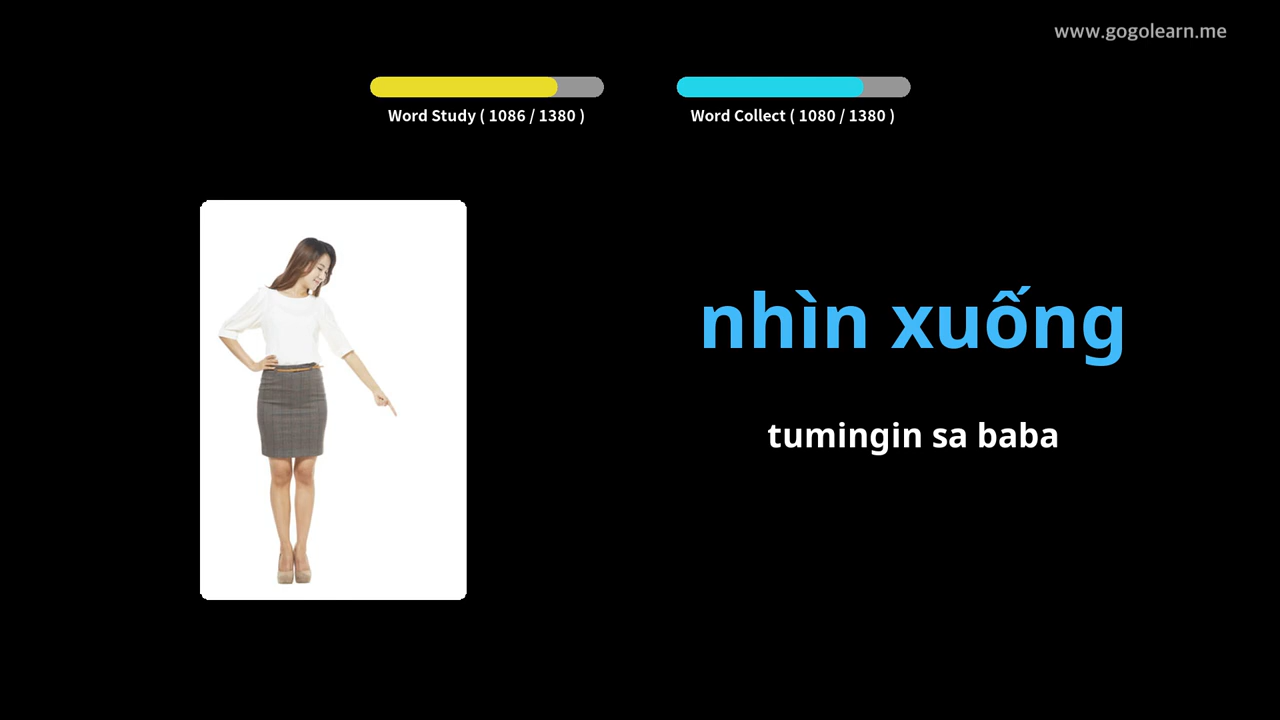 www.gogolearn.me
Word Study ( 1086 / 1380 )
Word Collect ( 1080 / 1380 )
nhìn xuống
tumingin sa baba